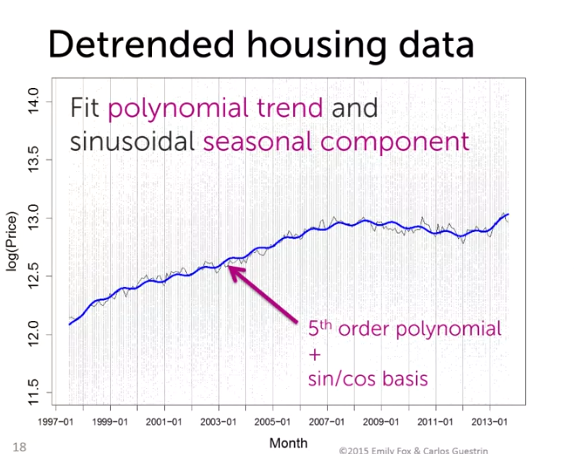 Detrended housing data
Fit polynomial trend and
sinusoidal seasonal component
log(Price)
14.0
13.5
13.0
12.5
12.0
11.5
5th order polynomial
+
sin/cos basis
1997-01 1999-01 2001-01 2003-01 2005-01 2007-01 2009-01 2011-01 2013-01
Month
18
©2015 Emily Fox & Carlos Guestrin